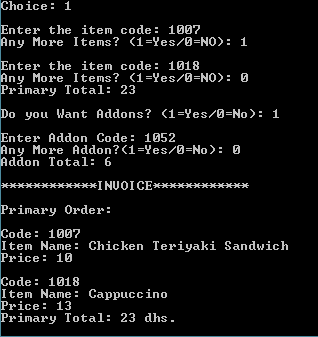 Choice: 1
Enter the item code: 1007
Any More Items? (1=Yes/0=NO): 1
Enter the item code: 1018
Any More Items? (1=Yes/0=NO): 0
Primary Total: 23
Do you Want Addons? (1=Yes/0=No): 1
Enter Addon Code: 1052
Any More Addon?(1=Yes/0=No): 0
Addon Total: 6
************INVOICE************
Primary Order:
Code: 1007
Item Name: Chicken Teriyaki Sandwich
Price: 10
Code: 1018
Item Name: Cappuccino
Price: 13
Primary Total: 23 dhs.